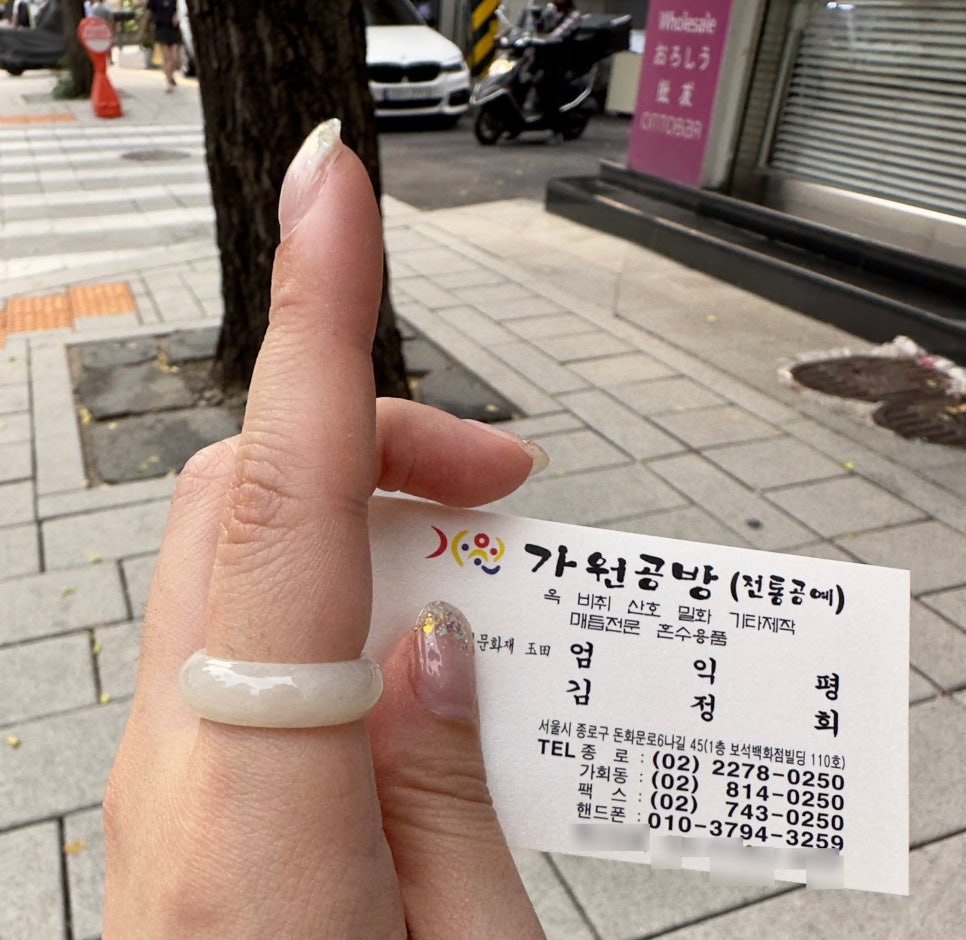 Wholesale
おろしう
批发
OTTOBAR
가원공방 (전통공예)
옥 비취 산호 밀화 기타제작
매듭전문 혼수용품
문화재 玉田 엄 익 평
김 정 회
서울시 종로구 돈화문로6나길 45(1층 보석백화점빌딩 110호)
TEL 종 로 : (02) 2278-0250
가회동 : (02) 814-0250
팩 스 : (02) 743-0250
핸드폰 : 010-3794-3259